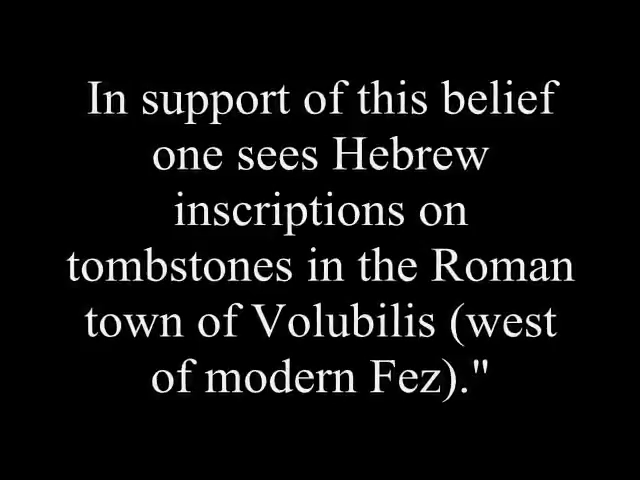 In support of this belief
one sees Hebrew
inscriptions on
tombstones in the Roman
town of Volubilis (west
of modern Fez)."